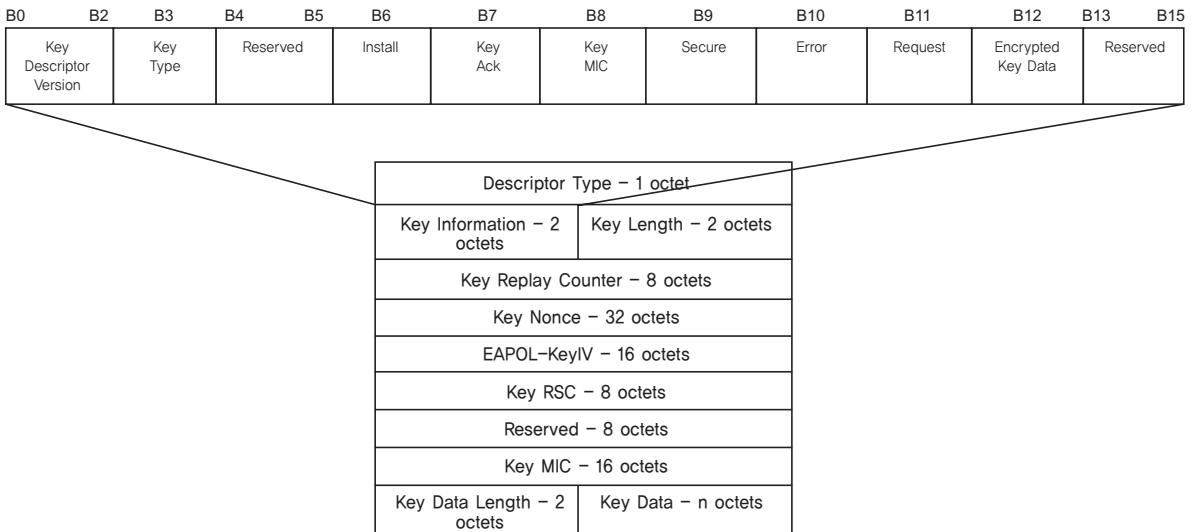 B0 B2 B3 B4 B5 B6 B7 B8 B9 B10 B11 B12 B13 B15
Key Descriptor Version
Key Type
Reserved
Install
Key Ack
Key MIC
Secure
Error
Request
Encrypted Key Data
Reserved
Descriptor Type – 1 octet
Key Information – 2 octets
Key Length – 2 octets
Key Replay Counter – 8 octets
Key Nonce – 32 octets
EAPOL–KeyIV – 16 octets
Key RSC – 8 octets
Reserved – 8 octets
Key MIC – 16 octets
Key Data Length – 2 octets
Key Data – n octets